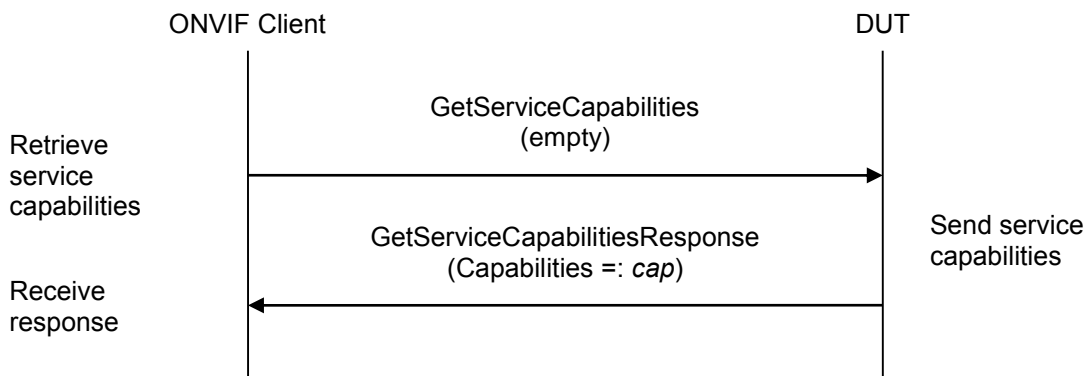 ONVIF Client
DUT
GetServiceCapabilities
(empty)
Retrieve
service
capabilities
GetServiceCapabilitiesResponse
(Capabilities =: cap)
Send service
capabilities
Receive
response